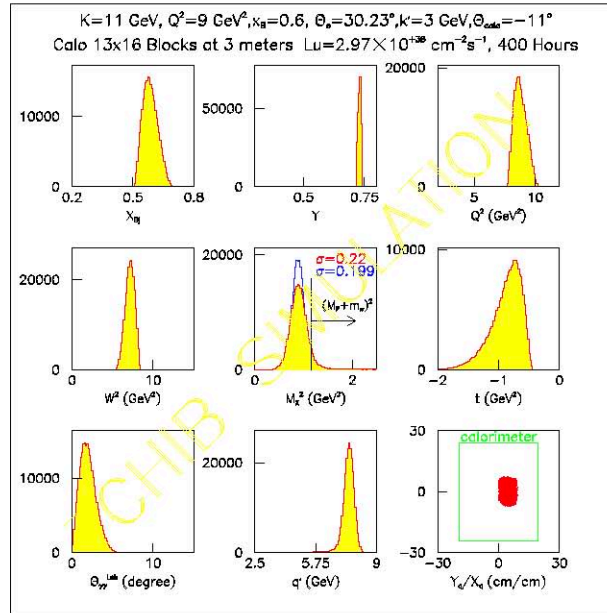 K=11 GeV, Q²=9 GeV², x_B=0.6, Θ_e=30.23°, k'=3 GeV, Θ_calo=−11°
Calo 13x16 Blocks at 3 meters Lu=2.97×10⁺³⁸ cm⁻²s⁻¹, 400 Hours
10000
0
0.2 0.5 0.8
X_Bj
50000
0
0.5 0.75
Y
20000
0
5 10
Q² (GeV²)
20000
0
0 10
W² (GeV²)
20000
0
0 2
M_X² (GeV²)
σ=0.22
σ=0.199
(M_P+m_π)²
10000
0
−2 −1 0
t (GeV²)
10000
0
0 10
Θ_γγ^Lab (degree)
20000
0
2.5 5.75 9
q' (GeV)
calorimeter
30
0
−30
−30 0 30
Y_c/X_c (cm/cm)
TCHIB SIMULATION